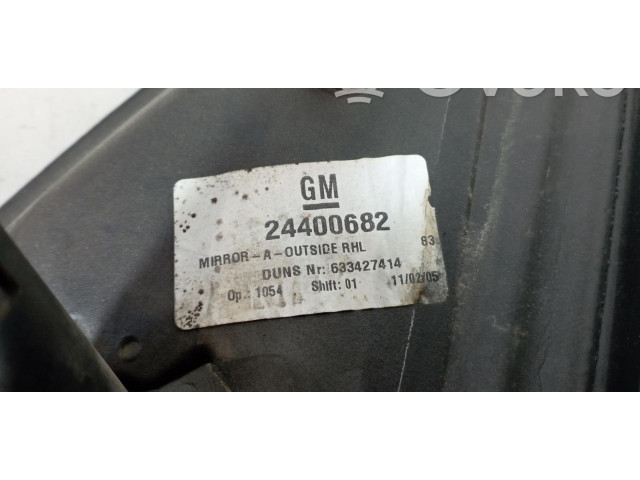 GM
24400682
MIRROR-A-OUTSIDE RHL 83
DUNS Nr: 633427414
Op.: 1054 Shift: 01 11/02/05